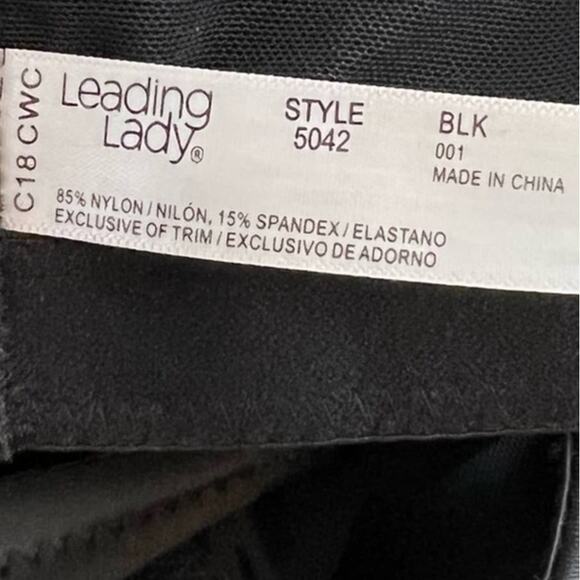 C18 CWC
Leading
Lady®
STYLE
5042
BLK
001
MADE IN CHINA
85% NYLON / NILÓN, 15% SPANDEX / ELASTANO
EXCLUSIVE OF TRIM / EXCLUSIVO DE ADORNO